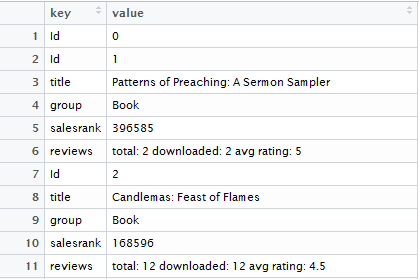 key value
1 Id 0
2 Id 1
3 title Patterns of Preaching: A Sermon Sampler
4 group Book
5 salesrank 396585
6 reviews total: 2 downloaded: 2 avg rating: 5
7 Id 2
8 title Candlemas: Feast of Flames
9 group Book
10 salesrank 168596
11 reviews total: 12 downloaded: 12 avg rating: 4.5